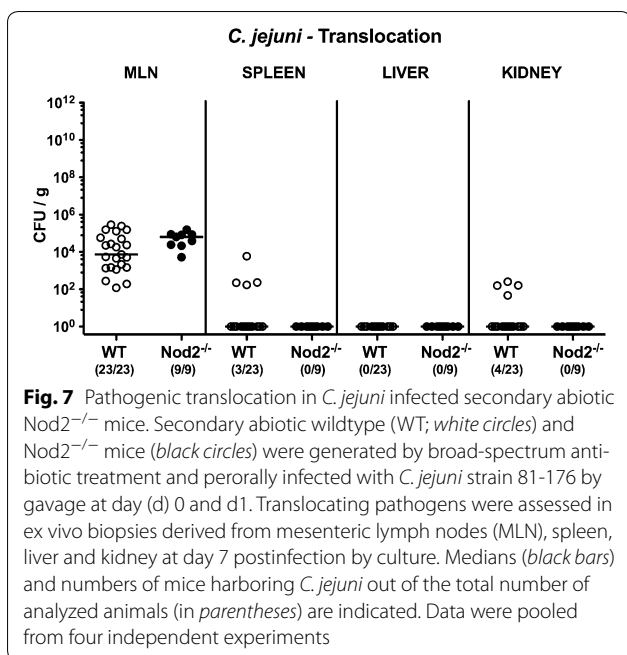 C. jejuni - Translocation
MLN SPLEEN LIVER KIDNEY
10¹²
10¹⁰
10⁸
10⁶
10⁴
10²
10⁰
CFU / g
WT Nod2⁻/⁻ WT Nod2⁻/⁻ WT Nod2⁻/⁻ WT Nod2⁻/⁻
(23/23) (9/9) (3/23) (0/9) (0/23) (0/9) (4/23) (0/9)
Fig. 7 Pathogenic translocation in C. jejuni infected secondary abiotic
Nod2⁻/⁻ mice. Secondary abiotic wildtype (WT; white circles) and
Nod2⁻/⁻ mice (black circles) were generated by broad-spectrum anti-
biotic treatment and perorally infected with C. jejuni strain 81-176 by
gavage at day (d) 0 and d1. Translocating pathogens were assessed in
ex vivo biopsies derived from mesenteric lymph nodes (MLN), spleen,
liver and kidney at day 7 postinfection by culture. Medians (black bars)
and numbers of mice harboring C. jejuni out of the total number of
analyzed animals (in parentheses) are indicated. Data were pooled
from four independent experiments